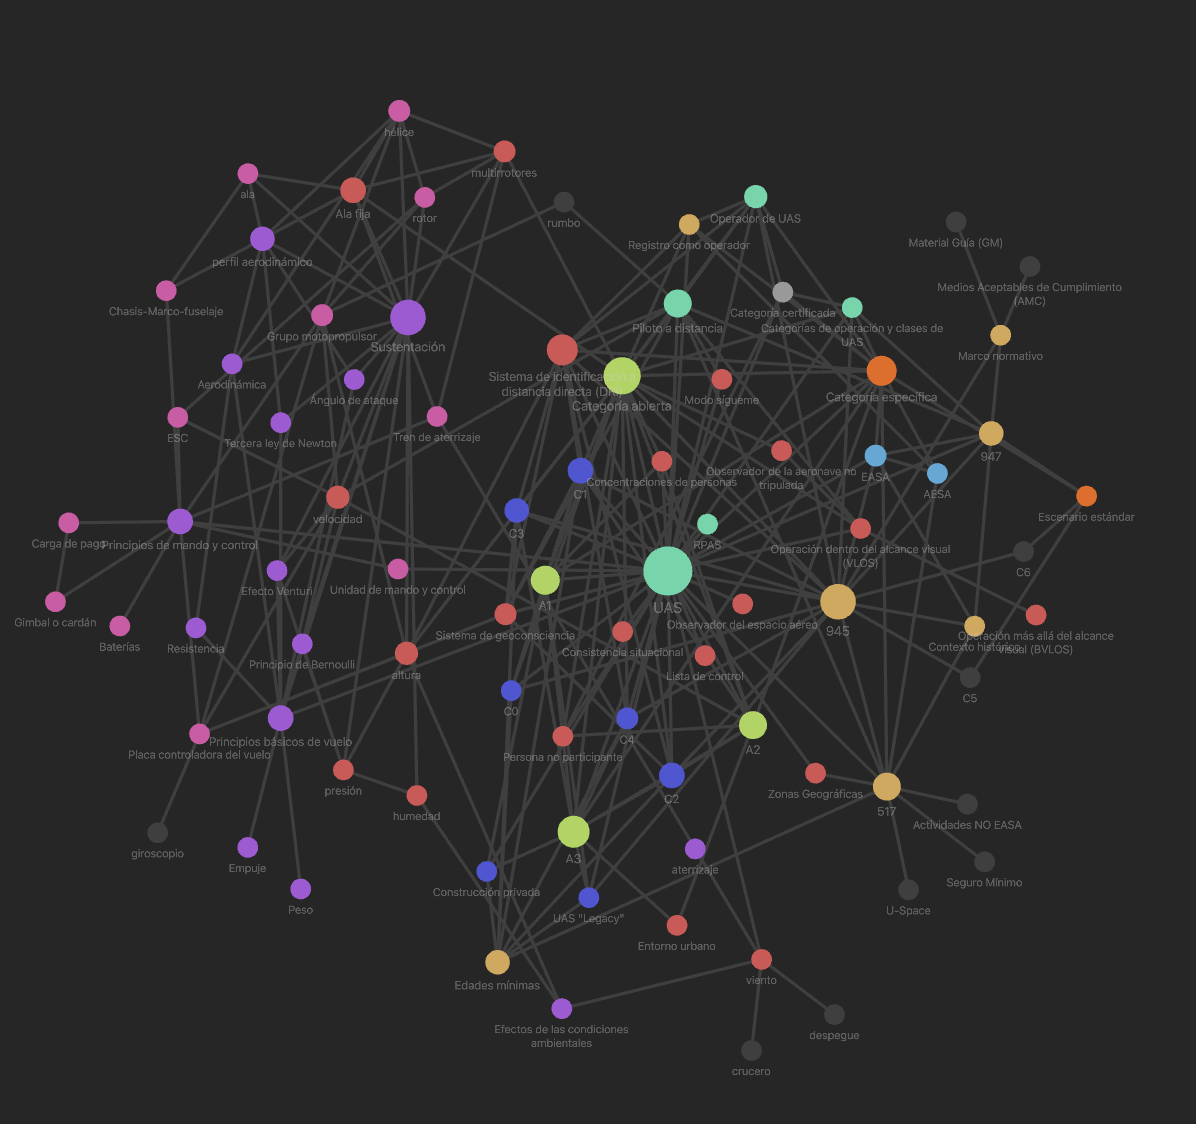 hélice
multirrotores
ala
Ala fija
rotor
rumbo
Operador de UAS
Registro como operador
Material Guía (GM)
perfil aerodinámico
Medios Aceptables de Cumplimiento
(AMC)
Chasis-Marco-fuselaje
Categoría certificada
Piloto a distancia
Categorías de operación y clases de
UAS
Grupo motopropulsor
Sustentación
Marco normativo
Sistema de identificación
distancia directa (DRI)
Aerodinámica
Ángulo de ataque
Modo sígueme
Categoría específica
Categoría abierta
ESC
Tercera ley de Newton
Tren de aterrizaje
947
Concentraciones de personas
Observador de la aeronave no
tripulada
EASA
AESA
C1
velocidad
Escenario estándar
C3
Carga de pago
Principios de mando y control
RPAS
Operación dentro del alcance visual
(VLOS)
C6
Efecto Venturi
Unidad de mando y control
A1
UAS
Gimbal o cardán
Observador del espacio aéreo
945
Baterías
Resistencia
Sistema de geoconsciencia
Operación más allá del alcance
visual (BVLOS)
Contexto histórico
Principio de Bernoulli
Consistencia situacional
altura
Lista de control
C5
C0
Principios básicos de vuelo
C4
Placa controladora del vuelo
Persona no participante
A2
presión
C2
Zonas Geográficas
humedad
517
Actividades NO EASA
giroscopio
A3
Empuje
aterrizaje
Seguro Mínimo
Construcción privada
Peso
UAS "Legacy"
U-Space
Entorno urbano
Edades mínimas
viento
Efectos de las condiciones
ambientales
despegue
crucero